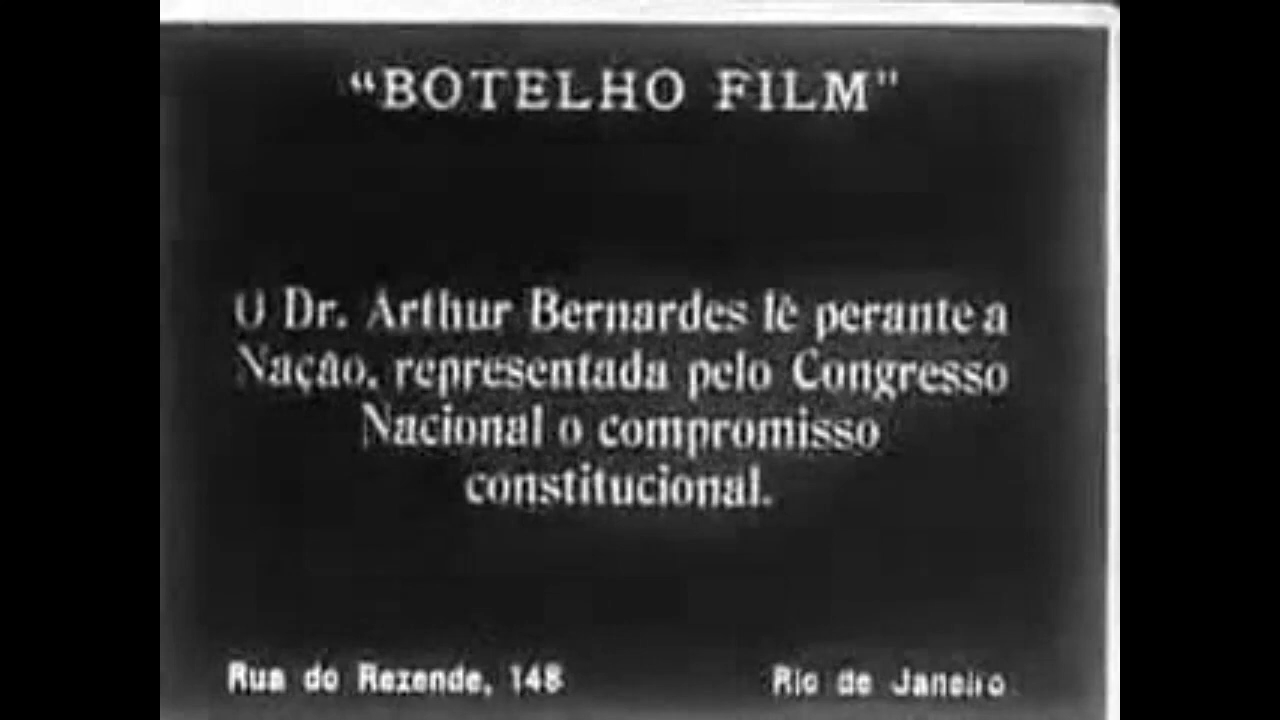 "BOTELHO FILM"
O Dr. Arthur Bernardes lê perante a
Nação, representada pelo Congresso
Nacional o compromisso
constitucional.
Rua do Rezende, 148
Rio de Janeiro